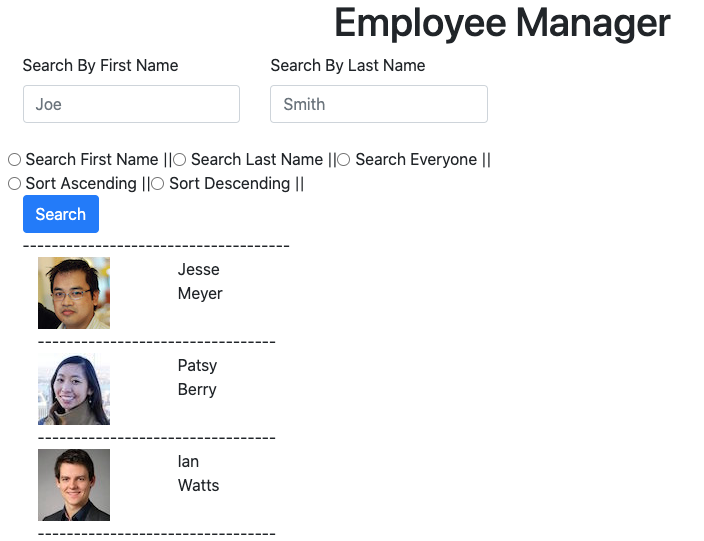 Employee Manager
Search By First Name Search By Last Name
Joe Smith
Search First Name || Search Last Name || Search Everyone ||
Sort Ascending || Sort Descending ||
Search
-------------------------------------
Jesse
Meyer
---------------------------------
Patsy
Berry
---------------------------------
Ian
Watts
---------------------------------